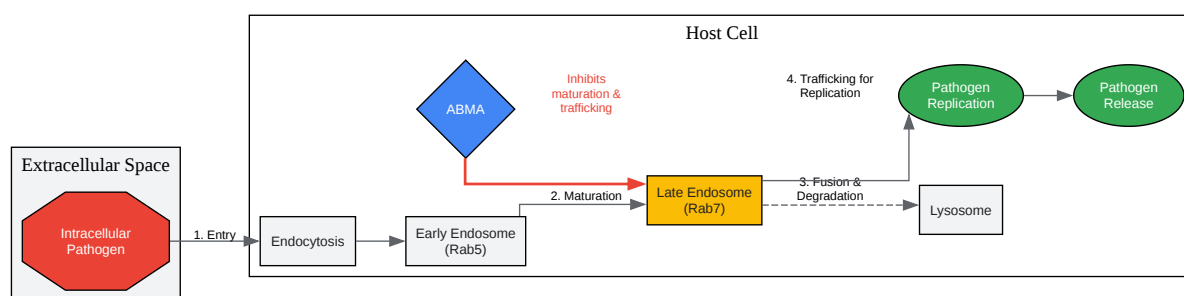 Host Cell
ABMA
Inhibits
maturation &
trafficking
4. Trafficking for
Replication
Pathogen
Replication
Pathogen
Release
Extracellular Space
Intracellular
Pathogen
1. Entry
Endocytosis
Early Endosome
(Rab5)
2. Maturation
Late Endosome
(Rab7)
3. Fusion &
Degradation
Lysosome